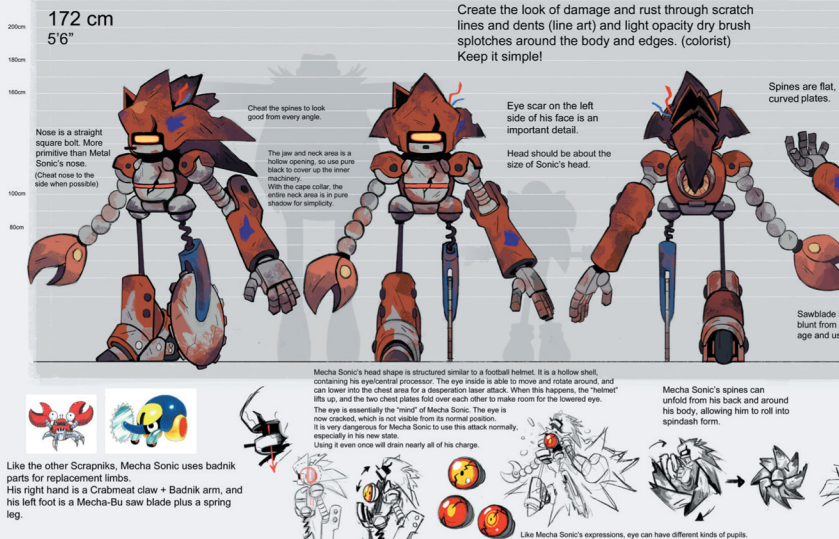 172 cm
5'6"
200cm
180cm
160cm
100cm
80cm
Create the look of damage and rust through scratch
lines and dents (line art) and light opacity dry brush
splotches around the body and edges. (colorist)
Keep it simple!
Cheat the spines to look
good from every angle.
Nose is a straight
square bolt. More
primitive than Metal
Sonic's nose.
(Cheat nose to the
side when possible)
The jaw and neck area is a
hollow opening, so use pure
black to cover up the inner
machinery.
With the cape collar, the
entire neck area is in pure
shadow for simplicity.
Eye scar on the left
side of his face is an
important detail.
Head should be about the
size of Sonic's head.
Spines are flat,
curved plates.
Sawblade
blunt from
age and us
Mecha Sonic's head shape is structured similar to a football helmet. It is a hollow shell,
containing his eye/central processor. The eye inside is able to move and rotate around, and
can lower into the chest area for a desperation laser attack. When this happens, the "helmet"
lifts up, and the two chest plates fold over each other to make room for the lowered eye.
The eye is essentially the "mind" of Mecha Sonic. The eye is
now cracked, which is not visible from its normal position.
It is very dangerous for Mecha Sonic to use this attack normally,
especially in his new state.
Using it even once will drain nearly all of his charge.
Mecha Sonic's spines can
unfold from his back and around
his body, allowing him to roll into
spindash form.
Like the other Scrapniks, Mecha Sonic uses badnik
parts for replacement limbs.
His right hand is a Crabmeat claw + Badnik arm, and
his left foot is a Mecha-Bu saw blade plus a spring
leg.
Like Mecha Sonic's expressions, eye can have different kinds of pupils.